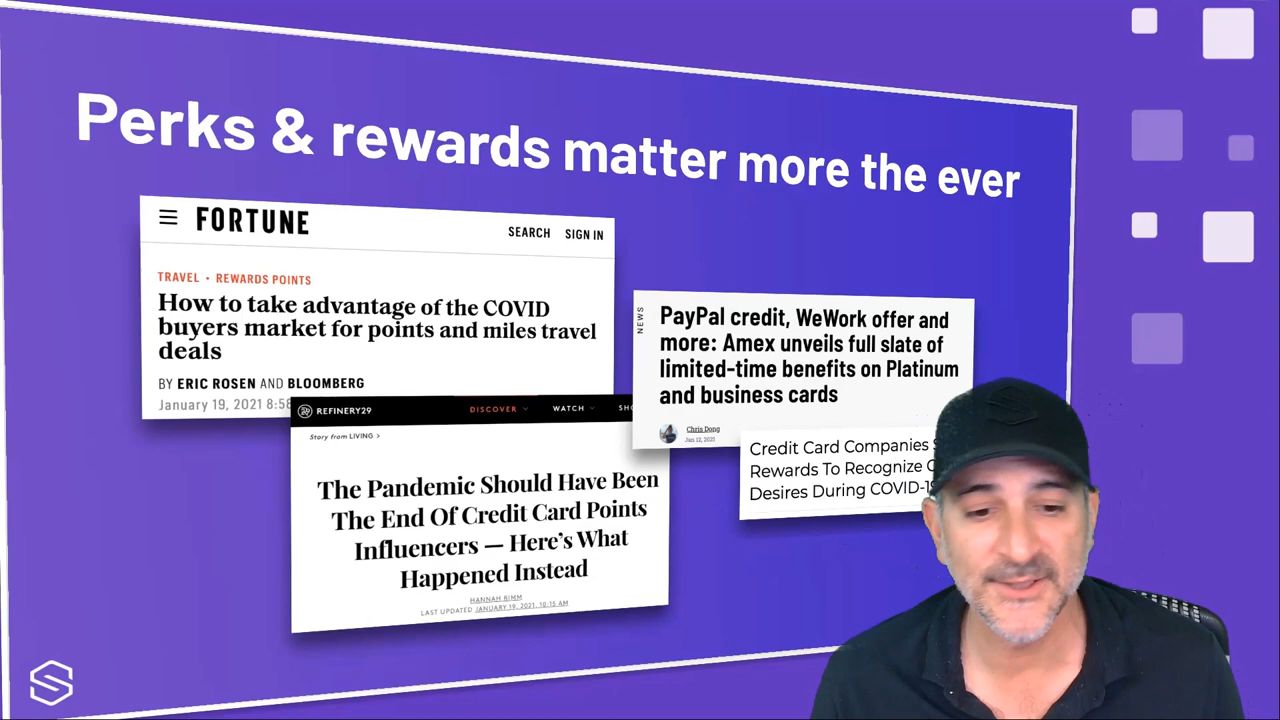 Perks & rewards matter more the ever
FORTUNE
SEARCH
SIGN IN
TRAVEL • REWARDS POINTS
How to take advantage of the COVID
buyers market for points and miles travel
deals
BY ERIC ROSEN AND BLOOMBERG
January 19, 2021 8:58
REFINERY29
DISCOVER
WATCH
Story from LIVING >
The Pandemic Should Have Been
The End Of Credit Card Points
Influencers — Here's What
Happened Instead
HANNAH RIMM
LAST UPDATED JANUARY 19, 2021, 10:15 AM
NEWS
PayPal credit, WeWork offer and
more: Amex unveils full slate of
limited-time benefits on Platinum
and business cards
Chris Dong
Jan 12, 2021
Credit Card Companies
Rewards To Recognize
Desires During COVID-19